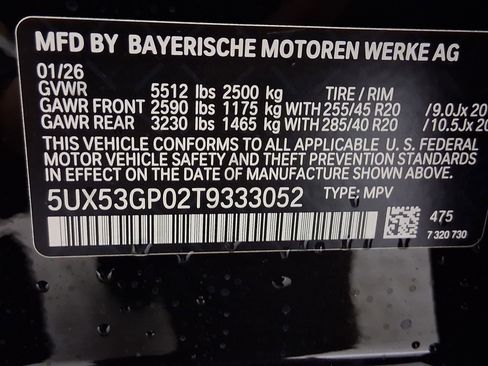 MFD BY BAYERISCHE MOTOREN WERKE AG
01/26
GVWR 5512 lbs 2500 kg TIRE / RIM
GAWR FRONT 2590 lbs 1175 kg WITH 255/45 R20 /9.0Jx20
GAWR REAR 3230 lbs 1465 kg WITH 285/40 R20 /10.5Jx20
THIS VEHICLE CONFORMS TO ALL APPLICABLE U. S. FEDERAL
MOTOR VEHICLE SAFETY AND THEFT PREVENTION STANDARDS
IN EFFECT ON THE DATE OF MANUFACTURE SHOWN ABOVE.
5UX53GP02T9333052 TYPE: MPV
475
7 320 730